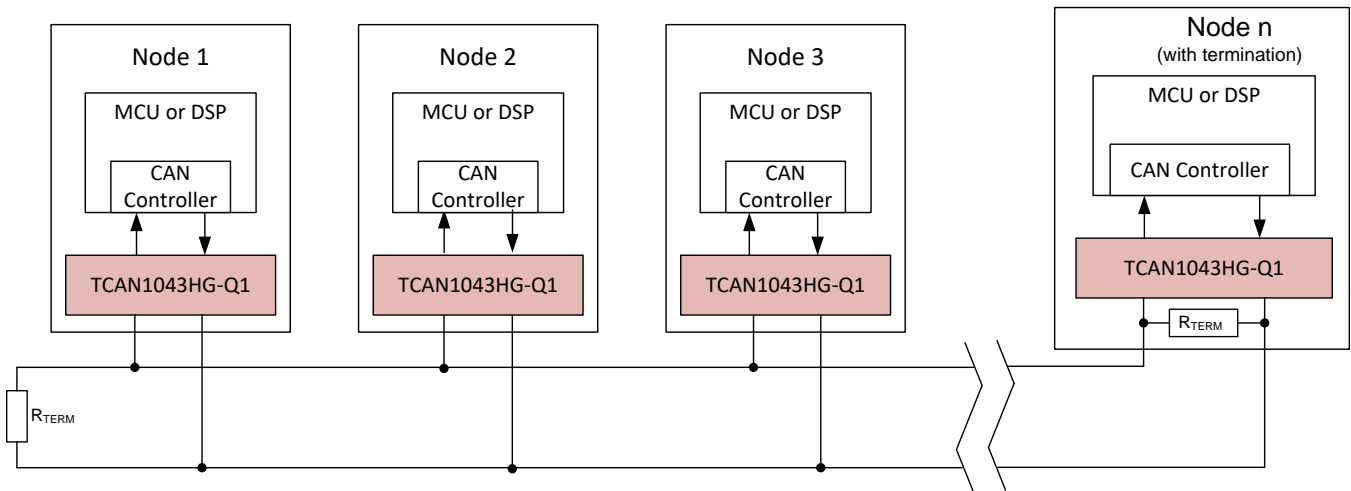 Node 1
MCU or DSP
CAN
Controller
TCAN1043HG-Q1
Node 2
MCU or DSP
CAN
Controller
TCAN1043HG-Q1
Node 3
MCU or DSP
CAN
Controller
TCAN1043HG-Q1
Node n
(with termination)
MCU or DSP
CAN Controller
TCAN1043HG-Q1
RTERM
RTERM